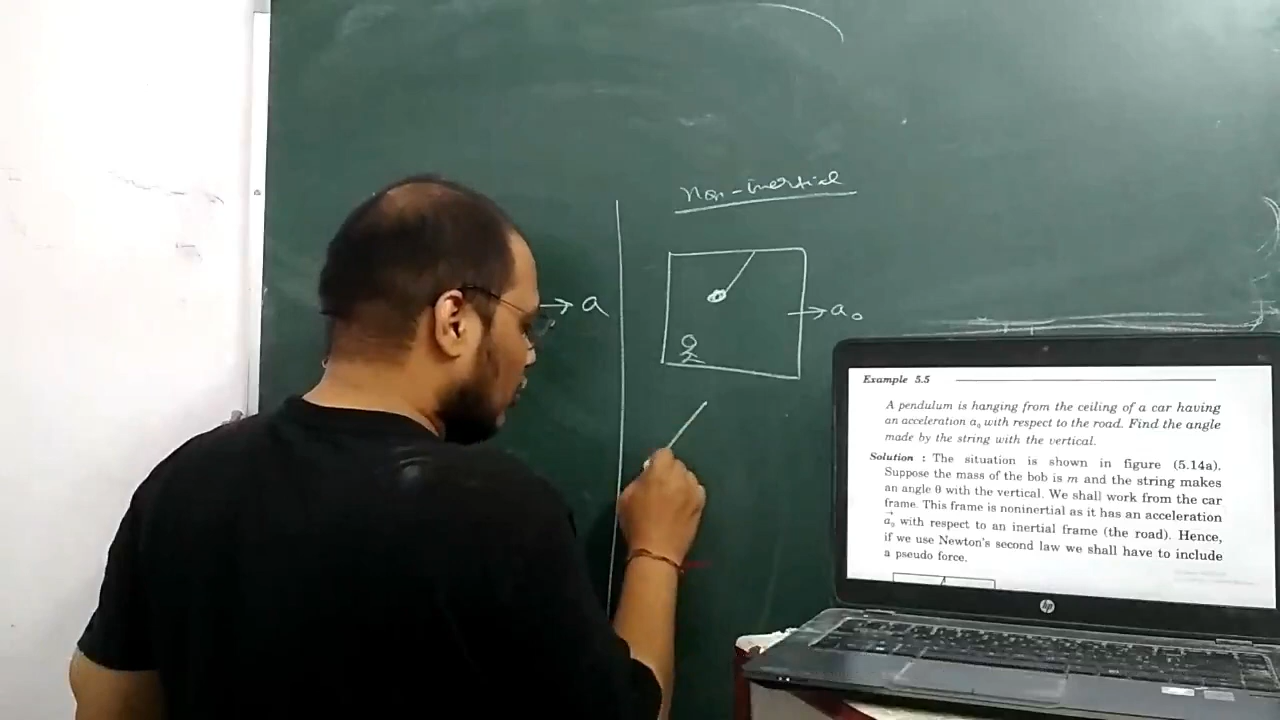 non-inertial
→ a
→ a₀
Example 5.5
A pendulum is hanging from the ceiling of a car having
an acceleration a₀ with respect to the road. Find the angle
made by the string with the vertical.
Solution : The situation is shown in figure (5.14a).
Suppose the mass of the bob is m and the string makes
an angle θ with the vertical. We shall work from the car
frame. This frame is noninertial as it has an acceleration
a⃗₀ with respect to an inertial frame (the road). Hence,
if we use Newton's second law we shall have to include
a pseudo force.
hp